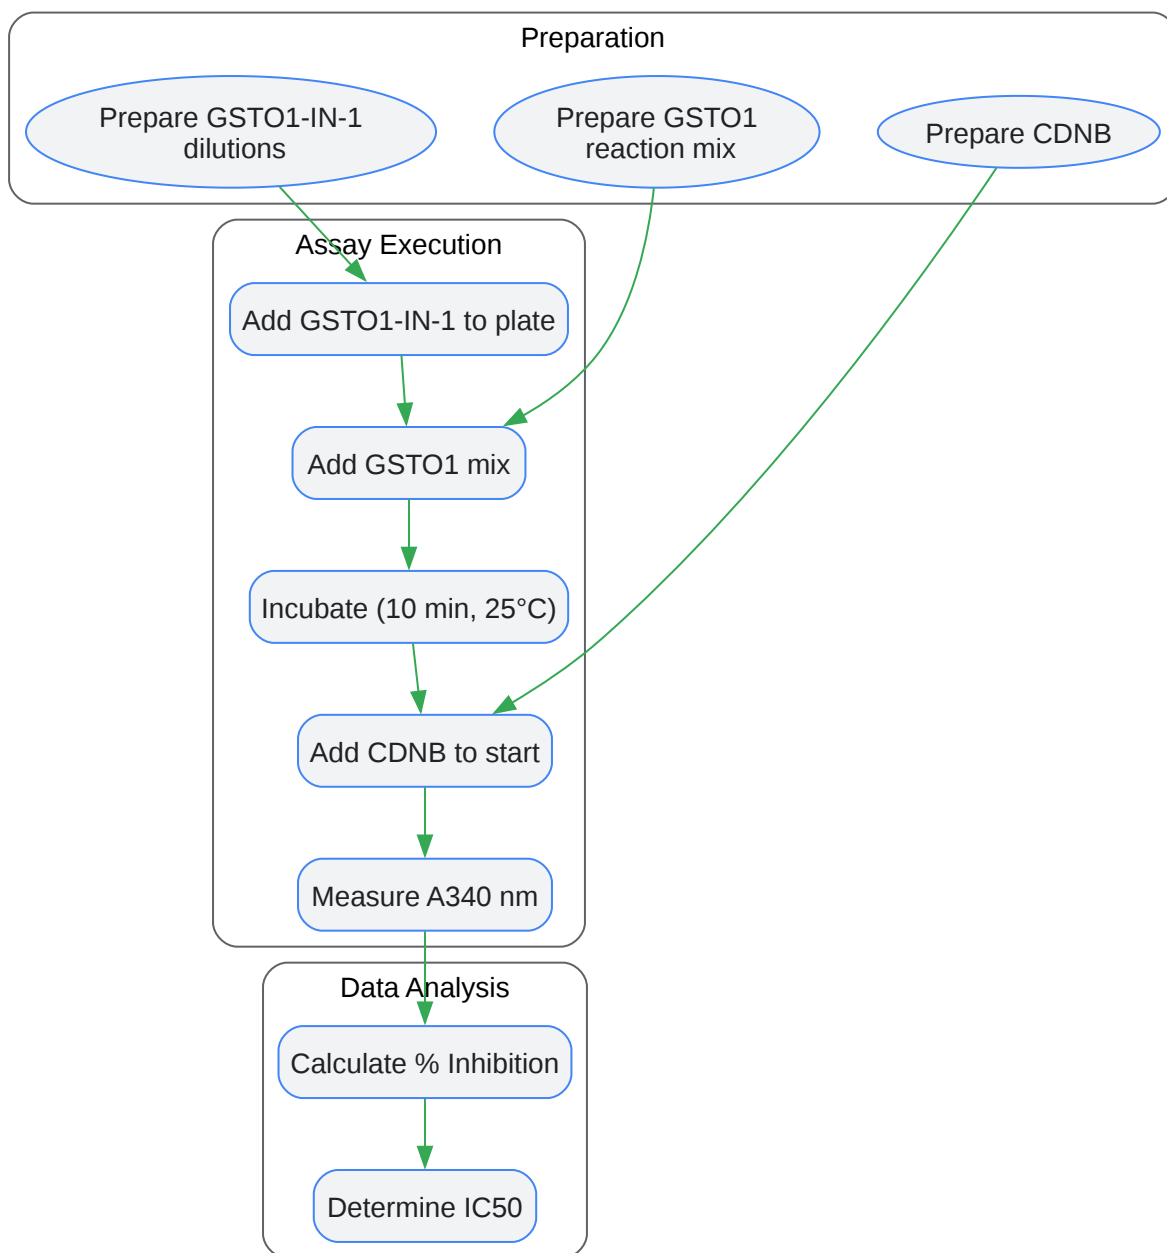 Preparation
Prepare GSTO1-IN-1
dilutions
Prepare GSTO1
reaction mix
Prepare CDNB
Assay Execution
Add GSTO1-IN-1 to plate
Add GSTO1 mix
Incubate (10 min, 25°C)
Add CDNB to start
Measure A340 nm
Data Analysis
Calculate % Inhibition
Determine IC50